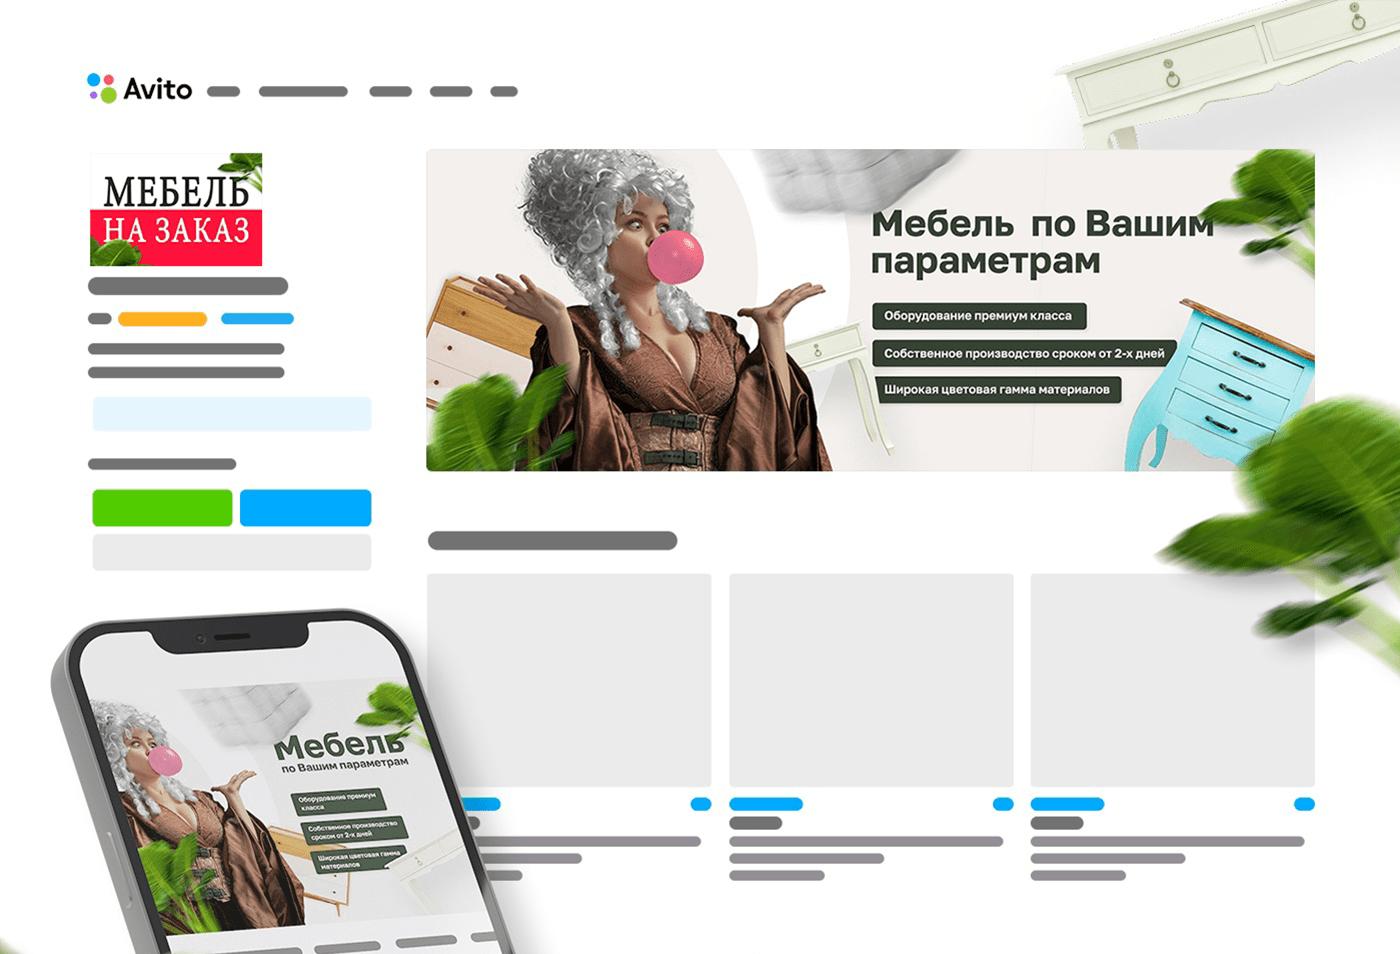 Avito
МЕБЕЛЬ
НА ЗАКАЗ
Мебель по Вашим
параметрам
Оборудование премиум класса
Собственное производство сроком от 2-х дней
Широкая цветовая гамма материалов
Мебель
по Вашим параметрам
Оборудование премиум
класса
Собственное производство
сроком от 2-х дней
Широкая цветовая гамма
материалов